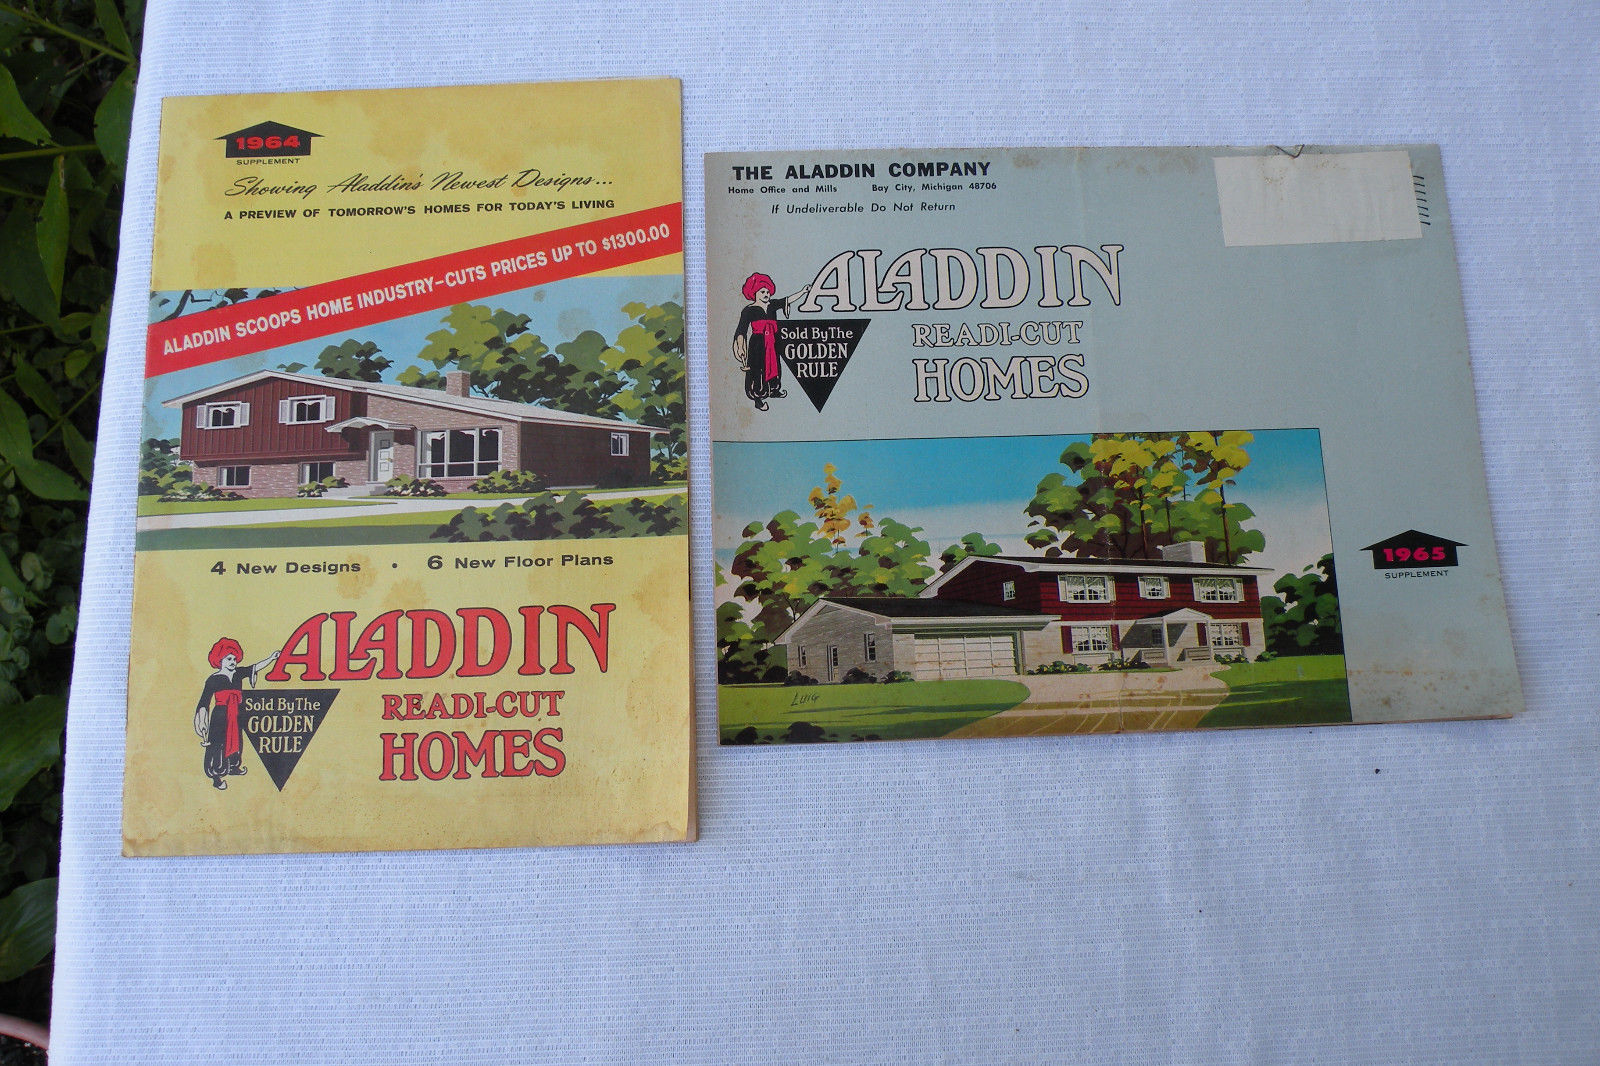 1964
SUPPLEMENT
Showing Aladdin's Newest Designs...
A PREVIEW OF TOMORROW'S HOMES FOR TODAY'S LIVING
ALADDIN SCOOPS HOME INDUSTRY-CUTS PRICES UP TO $1300.00
4 New Designs • 6 New Floor Plans
ALADDIN
READI-CUT
HOMES
Sold By The
GOLDEN
RULE
THE ALADDIN COMPANY
Home Office and Mills Bay City, Michigan 48706
If Undeliverable Do Not Return
ALADDIN
READI-CUT
HOMES
Sold By The
GOLDEN
RULE
1965
SUPPLEMENT
LUIG